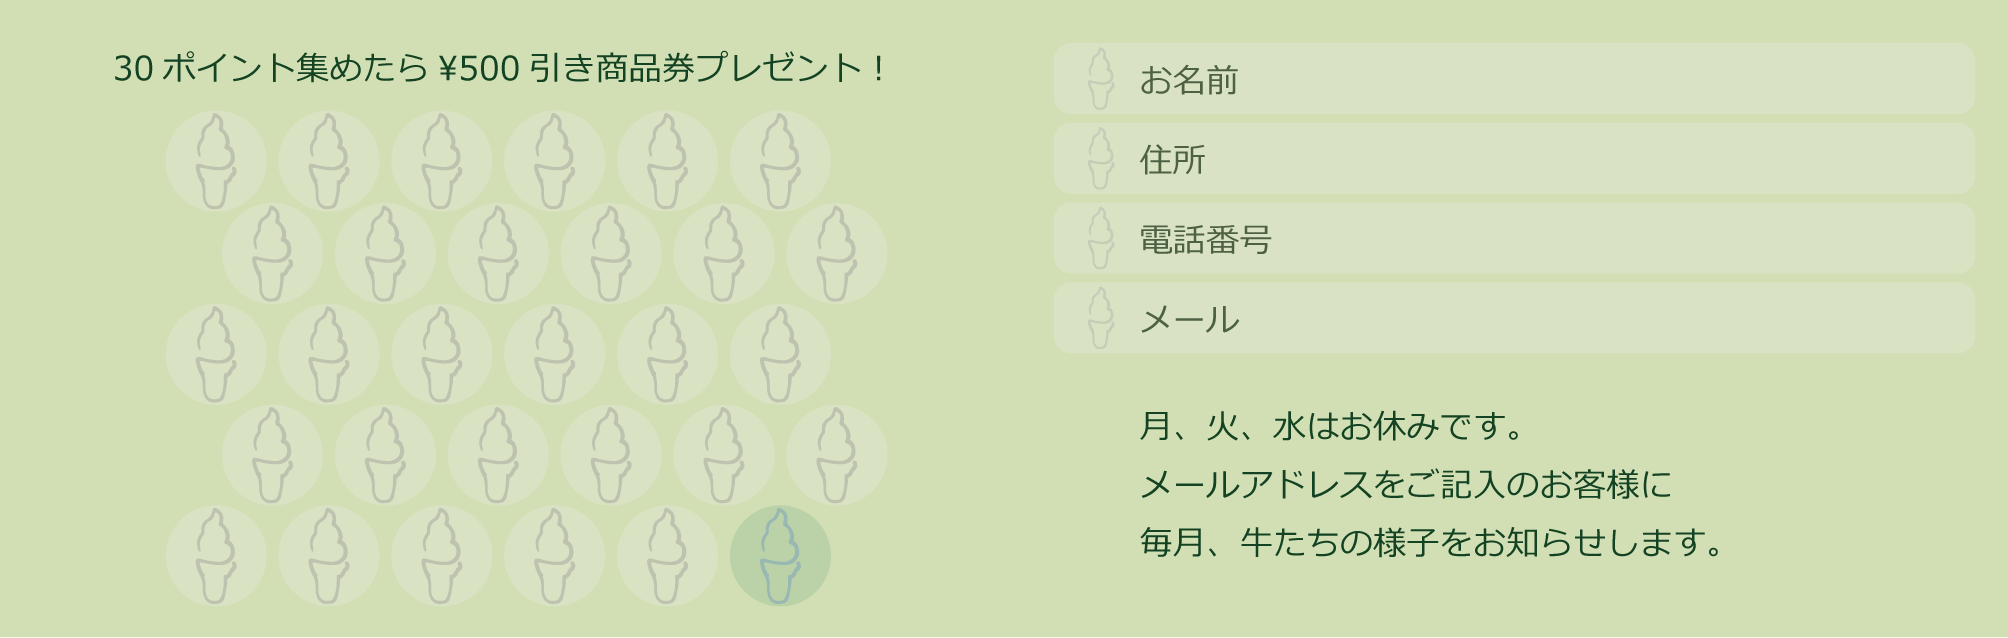 30 ポイント集めたら ¥500 引き商品券プレゼント！
お名前
住所
電話番号
メール
月、火、水はお休みです。
メールアドレスをご記入のお客様に
毎月、牛たちの様子をお知らせします。